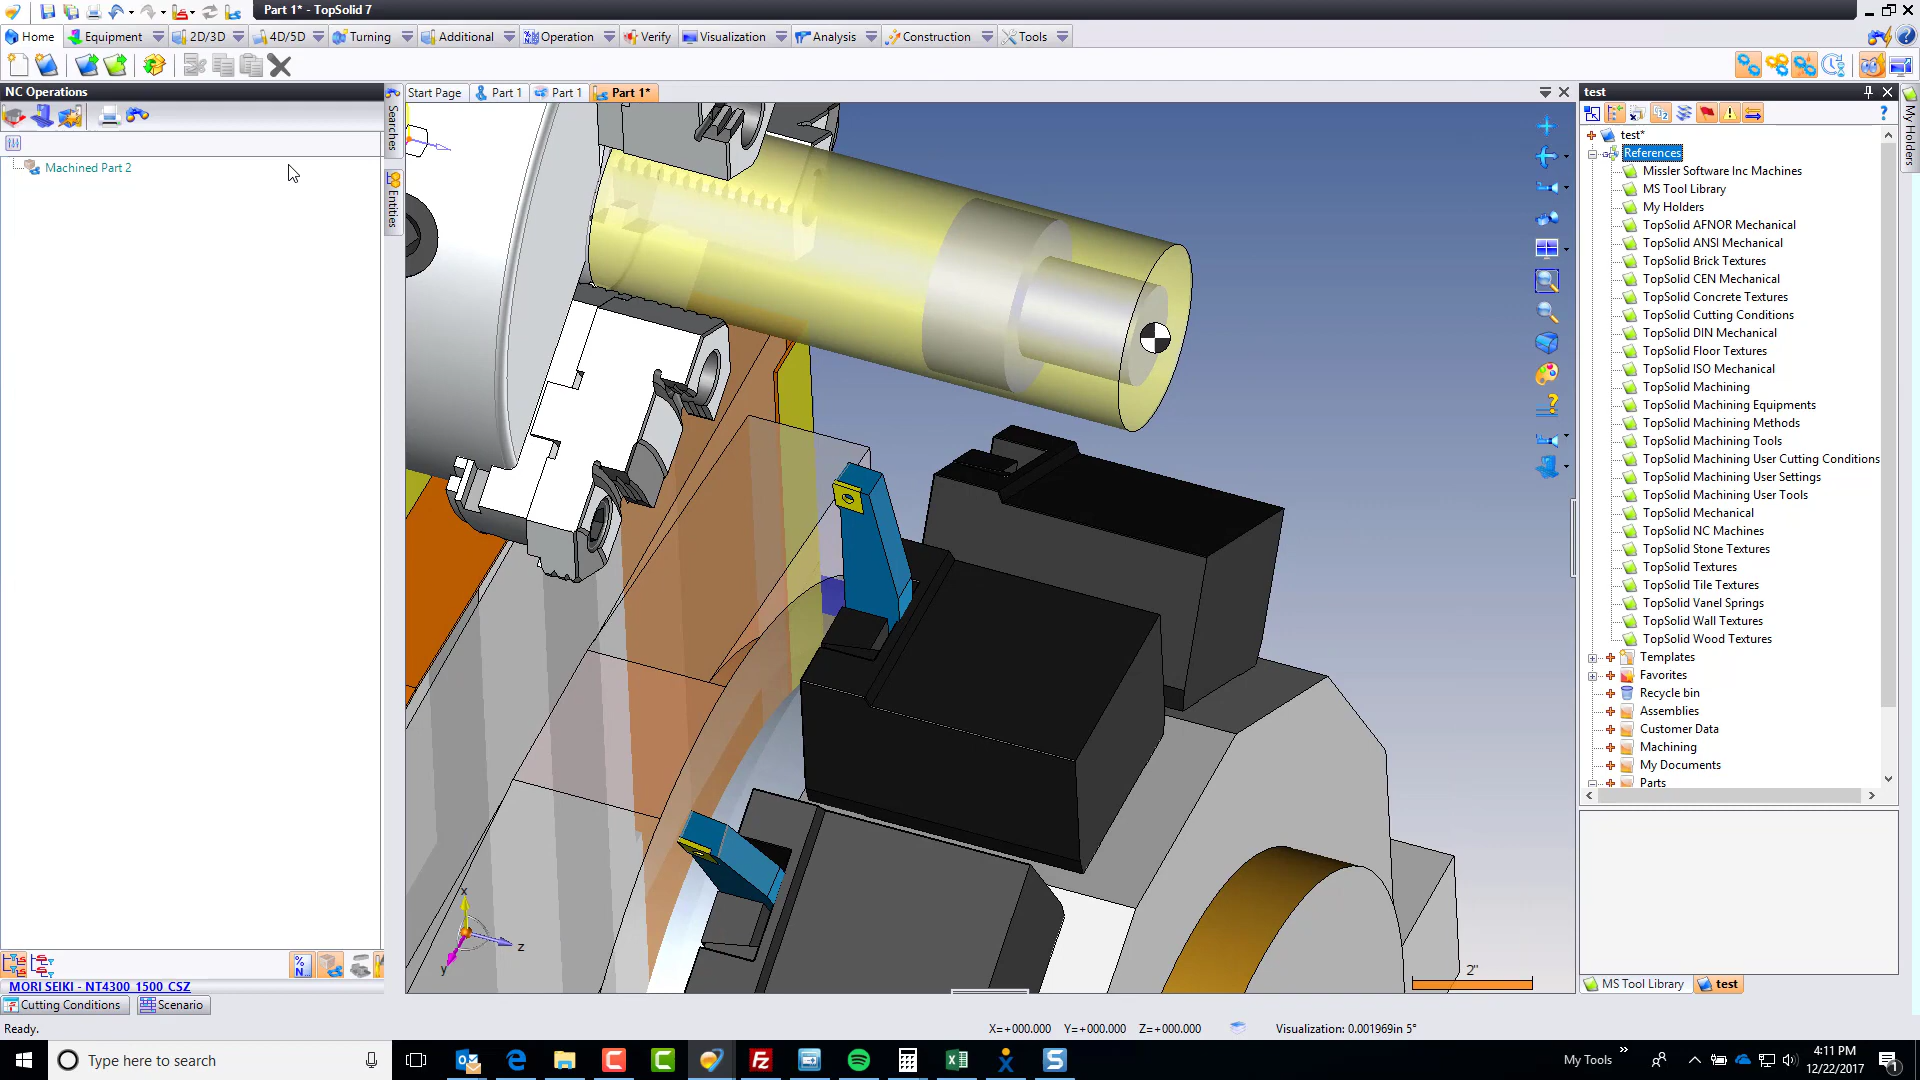 Part 1* - TopSolid 7
Home Equipment 2D/3D 4D/5D Turning Additional Operation Verify Visualization Analysis Construction Tools
NC Operations
Start Page Part 1 Part 1 Part 1*
test
Searches
Entities
My Holders
Machined Part 2
test*
References
Missler Software Inc Machines
MS Tool Library
My Holders
TopSolid AFNOR Mechanical
TopSolid ANSI Mechanical
TopSolid Brick Textures
TopSolid CEN Mechanical
TopSolid Concrete Textures
TopSolid Cutting Conditions
TopSolid DIN Mechanical
TopSolid Floor Textures
TopSolid ISO Mechanical
TopSolid Machining
TopSolid Machining Equipments
TopSolid Machining Methods
TopSolid Machining Tools
TopSolid Machining User Cutting Conditions
TopSolid Machining User Settings
TopSolid Machining User Tools
TopSolid Mechanical
TopSolid NC Machines
TopSolid Stone Textures
TopSolid Textures
TopSolid Tile Textures
TopSolid Vanel Springs
TopSolid Wall Textures
TopSolid Wood Textures
Templates
Favorites
Recycle bin
Assemblies
Customer Data
Machining
My Documents
Parts
x
z
y
2"
MORI SEIKI - NT4300_1500_CSZ
Cutting Conditions Scenario
MS Tool Library test
Ready.
X=+000.000 Y=+000.000 Z=+000.000 Visualization: 0.001969in 5°
Type here to search
My Tools
4:11 PM
12/22/2017